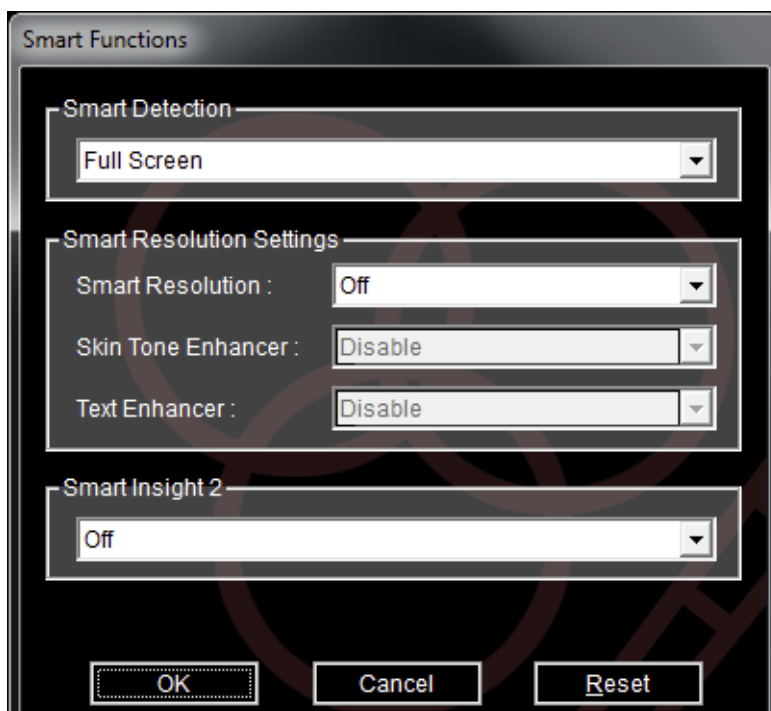 Smart Functions
Smart Detection
Full Screen
Smart Resolution Settings
Smart Resolution : Off
Skin Tone Enhancer : Disable
Text Enhancer : Disable
Smart Insight 2
Off
OK Cancel Reset